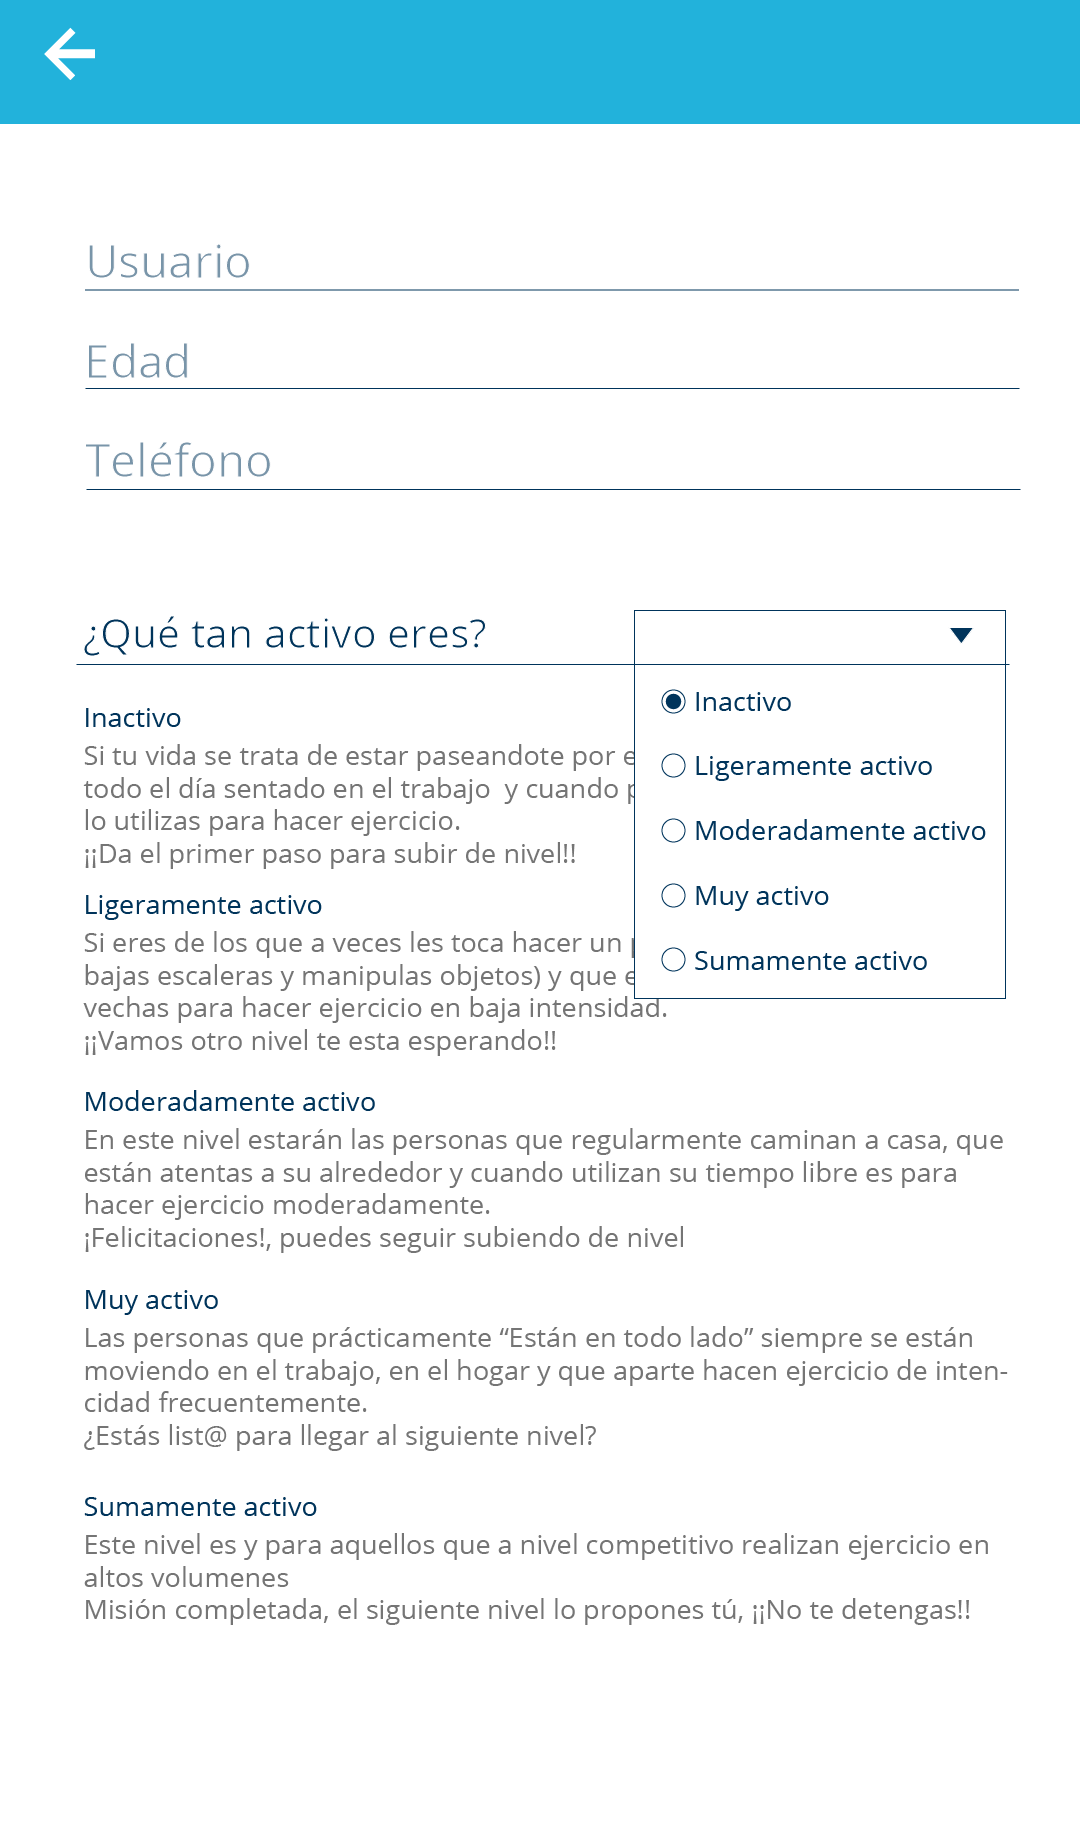 Usuario
Edad
Teléfono
¿Qué tan activo eres?
Inactivo
Ligeramente activo
Moderadamente activo
Muy activo
Sumamente activo
Inactivo
Si tu vida se trata de estar paseandote por
todo el día sentado en el trabajo y cuando
lo utilizas para hacer ejercicio.
¡¡Da el primer paso para subir de nivel!!
Ligeramente activo
Si eres de los que a veces les toca hacer un
bajas escaleras y manipulas objetos) y que
vechas para hacer ejercicio en baja intensidad.
¡¡Vamos otro nivel te esta esperando!!
Moderadamente activo
En este nivel estarán las personas que regularmente caminan a casa, que
están atentas a su alrededor y cuando utilizan su tiempo libre es para
hacer ejercicio moderadamente.
¡Felicitaciones!, puedes seguir subiendo de nivel
Muy activo
Las personas que prácticamente “Están en todo lado” siempre se están
moviendo en el trabajo, en el hogar y que aparte hacen ejercicio de inten-
cidad frecuentemente.
¿Estás list@ para llegar al siguiente nivel?
Sumamente activo
Este nivel es y para aquellos que a nivel competitivo realizan ejercicio en
altos volumenes
Misión completada, el siguiente nivel lo propones tú, ¡¡No te detengas!!